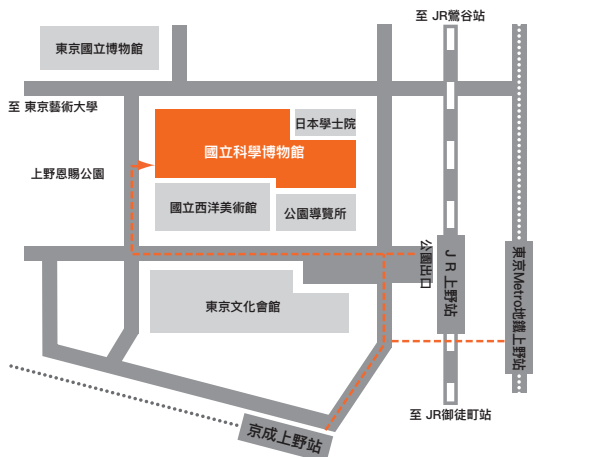 至 JR鶯谷站
東京國立博物館
至 東京藝術大學
日本學士院
國立科學博物館
上野恩賜公園
國立西洋美術館
公園導覽所
公園出口
JR上野站
東京Metro地鐵上野站
東京文化會館
至 JR御徒町站
京成上野站